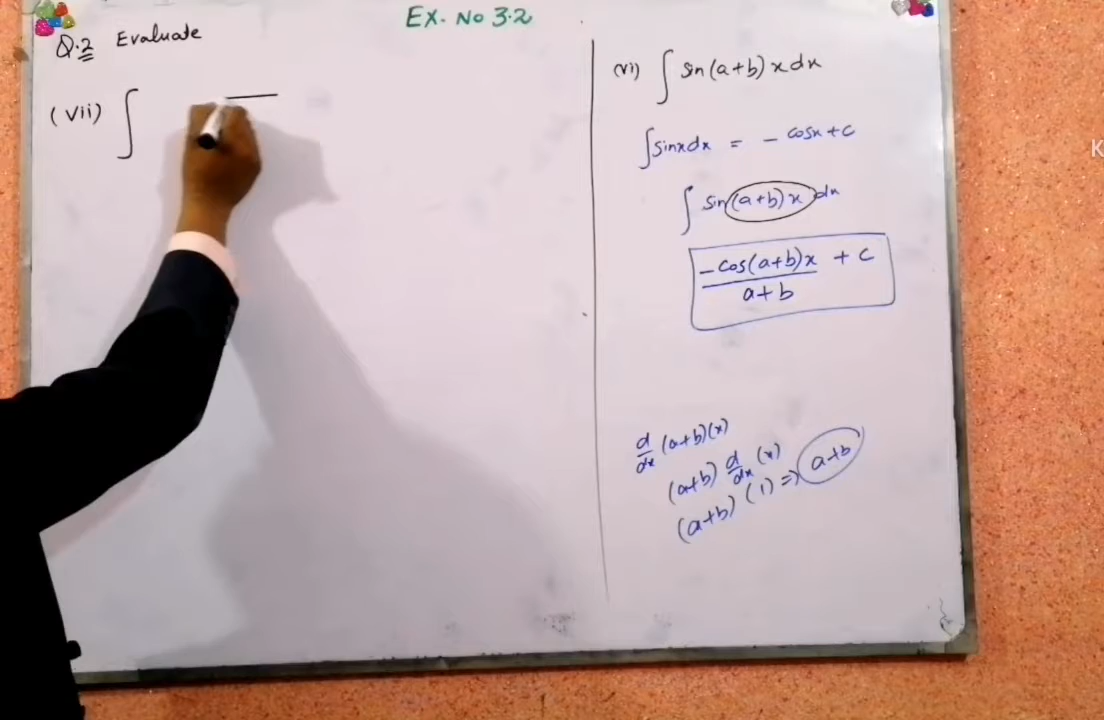 EX. NO 3.2
Q.2 Evaluate
(vii) ∫
(vi) ∫ sin(a+b) x dx
∫sinx dx = - cosx + c
∫ sin(a+b) x dx
-cos(a+b)x / a+b + c
d/dx (a+b)(x)
(a+b) d/dx (x)
(a+b) (1) => a+b
K